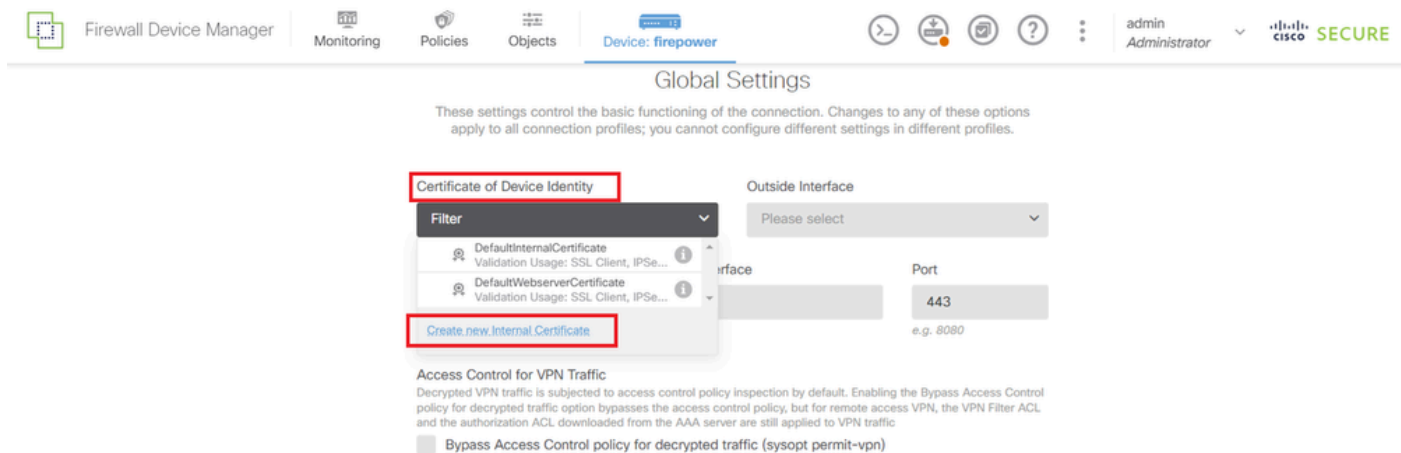 Firewall Device Manager
Monitoring
Policies
Objects
Device: firepower
admin
Administrator
cisco SECURE
Global Settings
These settings control the basic functioning of the connection. Changes to any of these options
apply to all connection profiles; you cannot configure different settings in different profiles.
Certificate of Device Identity
Outside Interface
Filter
Please select
DefaultInternalCertificate
Validation Usage: SSL Client, IPSe...
DefaultWebserverCertificate
Validation Usage: SSL Client, IPSe...
erface
Port
443
Create new Internal Certificate
e.g. 8080
Access Control for VPN Traffic
Decrypted VPN traffic is subjected to access control policy inspection by default. Enabling the Bypass Access Control
policy for decrypted traffic option bypasses the access control policy, but for remote access VPN, the VPN Filter ACL
and the authorization ACL downloaded from the AAA server are still applied to VPN traffic
Bypass Access Control policy for decrypted traffic (sysopt permit-vpn)